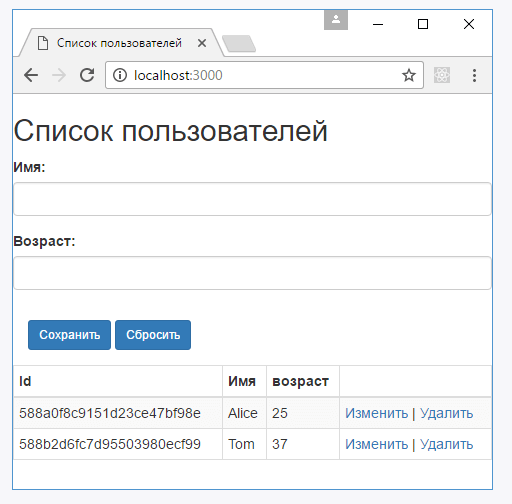 Список пользователей
localhost:3000
Список пользователей
Имя:
Возраст:
Сохранить Сбросить
Id Имя возраст
588a0f8c9151d23ce47bf98e Alice 25 Изменить | Удалить
588b2d6fc7d95503980ecf99 Tom 37 Изменить | Удалить